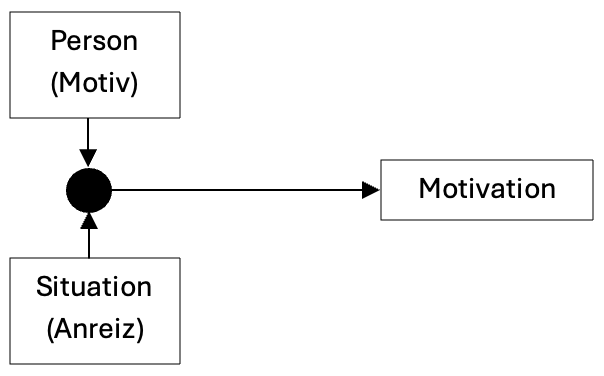 Person
(Motiv)
Motivation
Situation
(Anreiz)